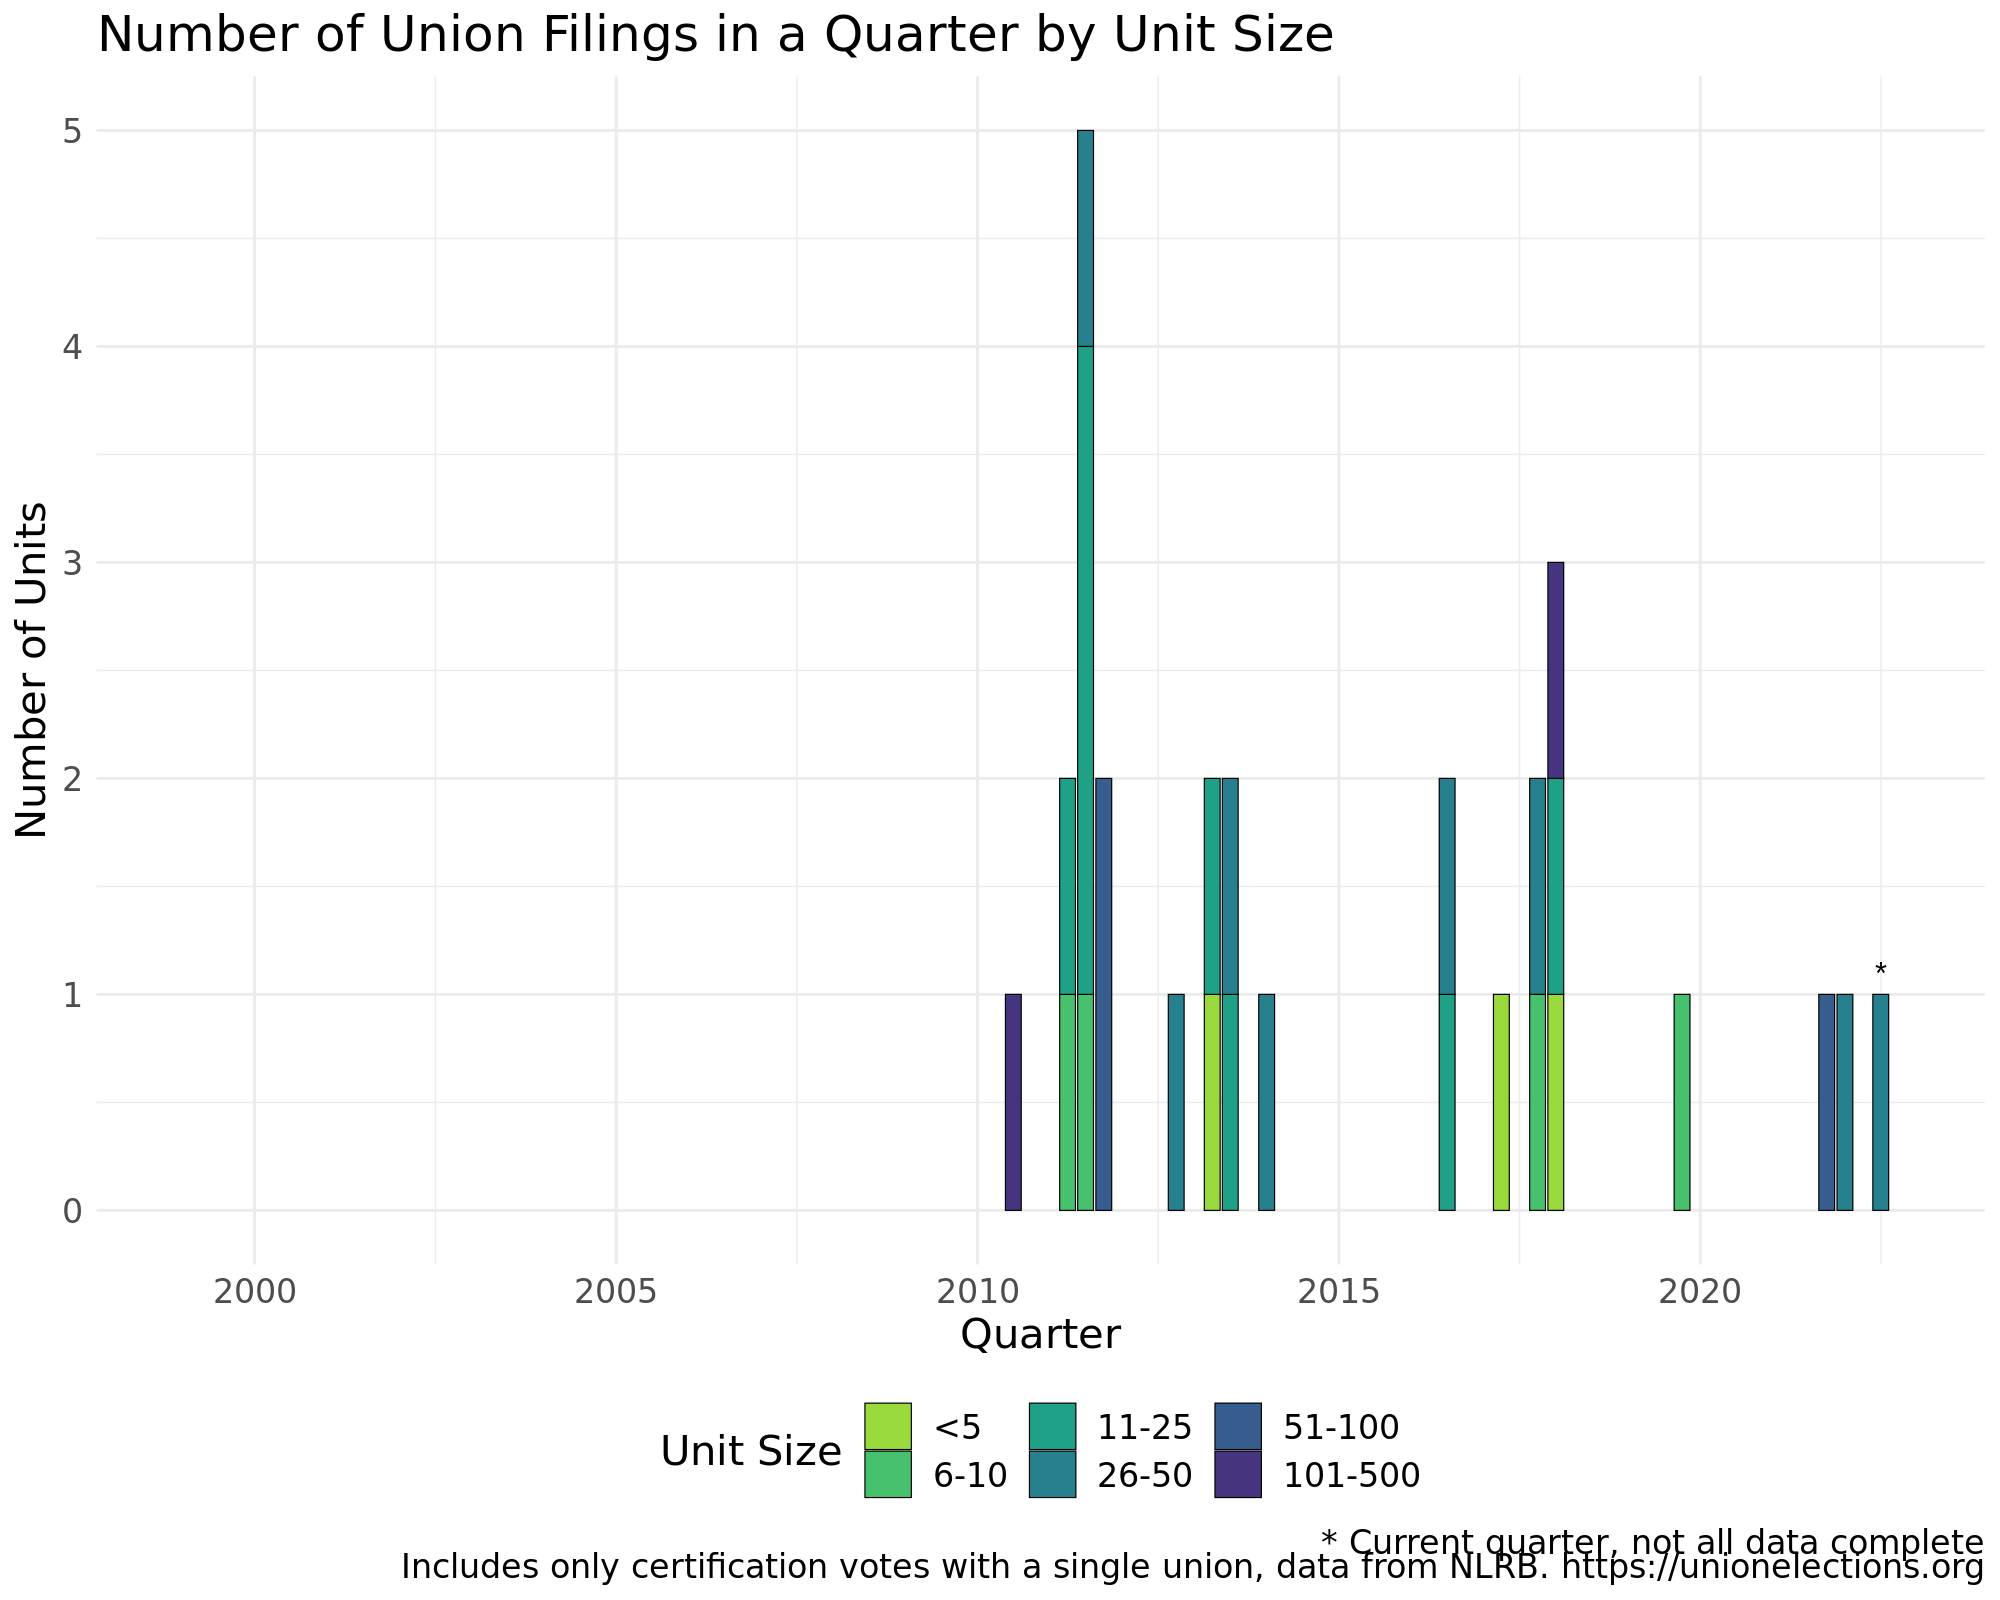 Number of Union Filings in a Quarter by Unit Size
Number of Units
5
4
3
2
1
0
*
2000 2005 2010 2015 2020
Quarter
Unit Size
<5 11-25 51-100
6-10 26-50 101-500
* Current quarter, not all data complete
Includes only certification votes with a single union, data from NLRB. https://unionelections.org